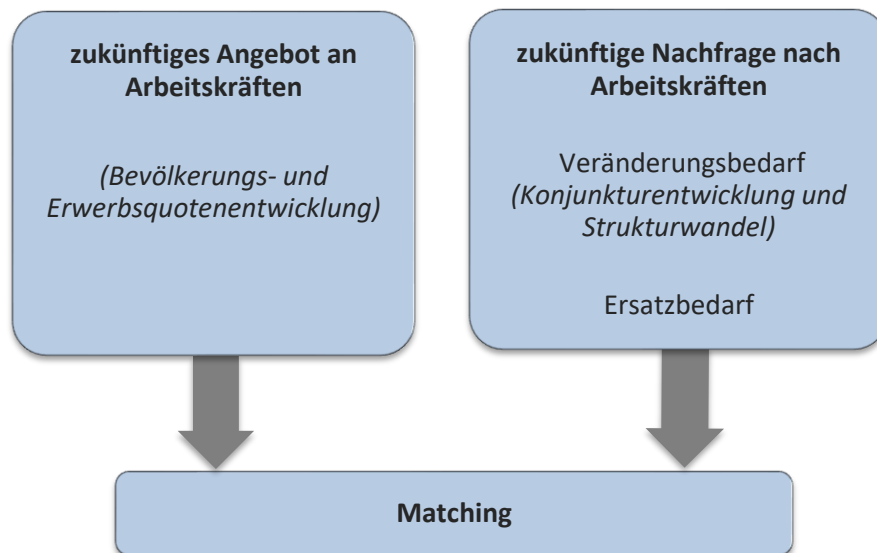 zukünftiges Angebot an
Arbeitskräften
(Bevölkerungs- und
Erwerbsquotenentwicklung)
zukünftige Nachfrage nach
Arbeitskräften
Veränderungsbedarf
(Konjunkturentwicklung und
Strukturwandel)
Ersatzbedarf
Matching